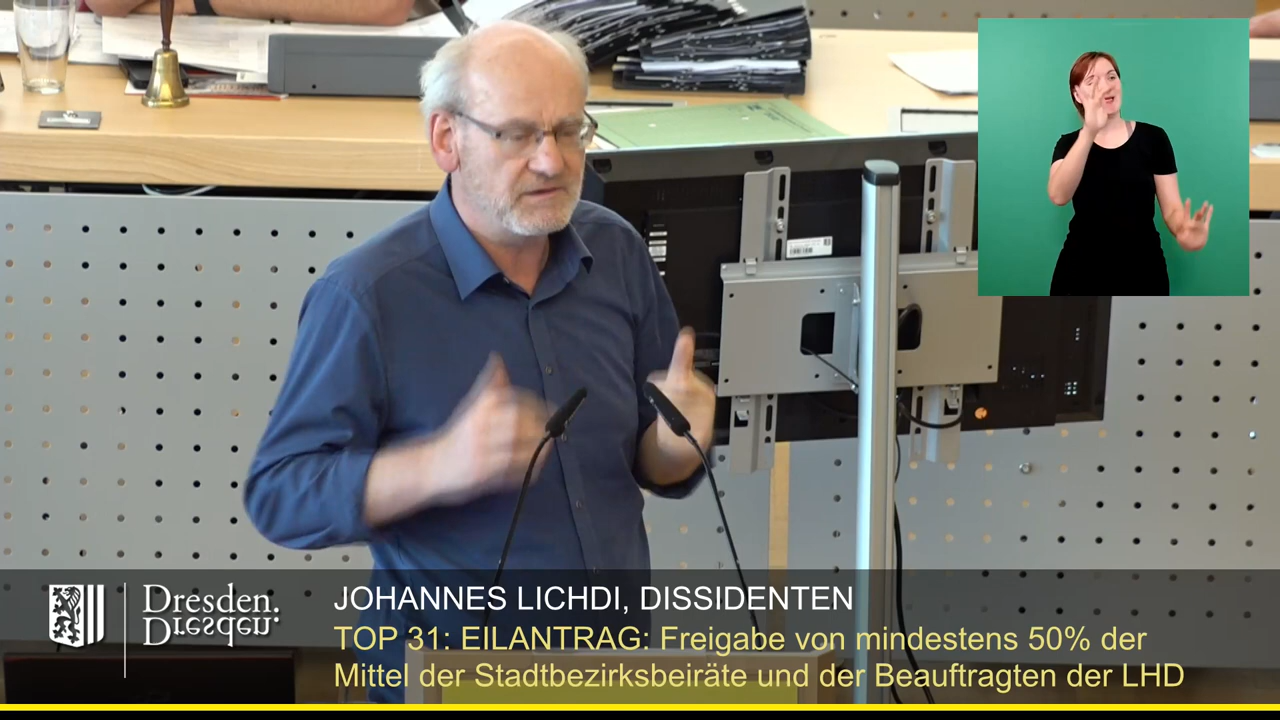 Dresden.
Dresden.
JOHANNES LICHDI, DISSIDENTEN
TOP 31: EILANTRAG: Freigabe von mindestens 50% der
Mittel der Stadtbezirksbeiräte und der Beauftragten der LHD